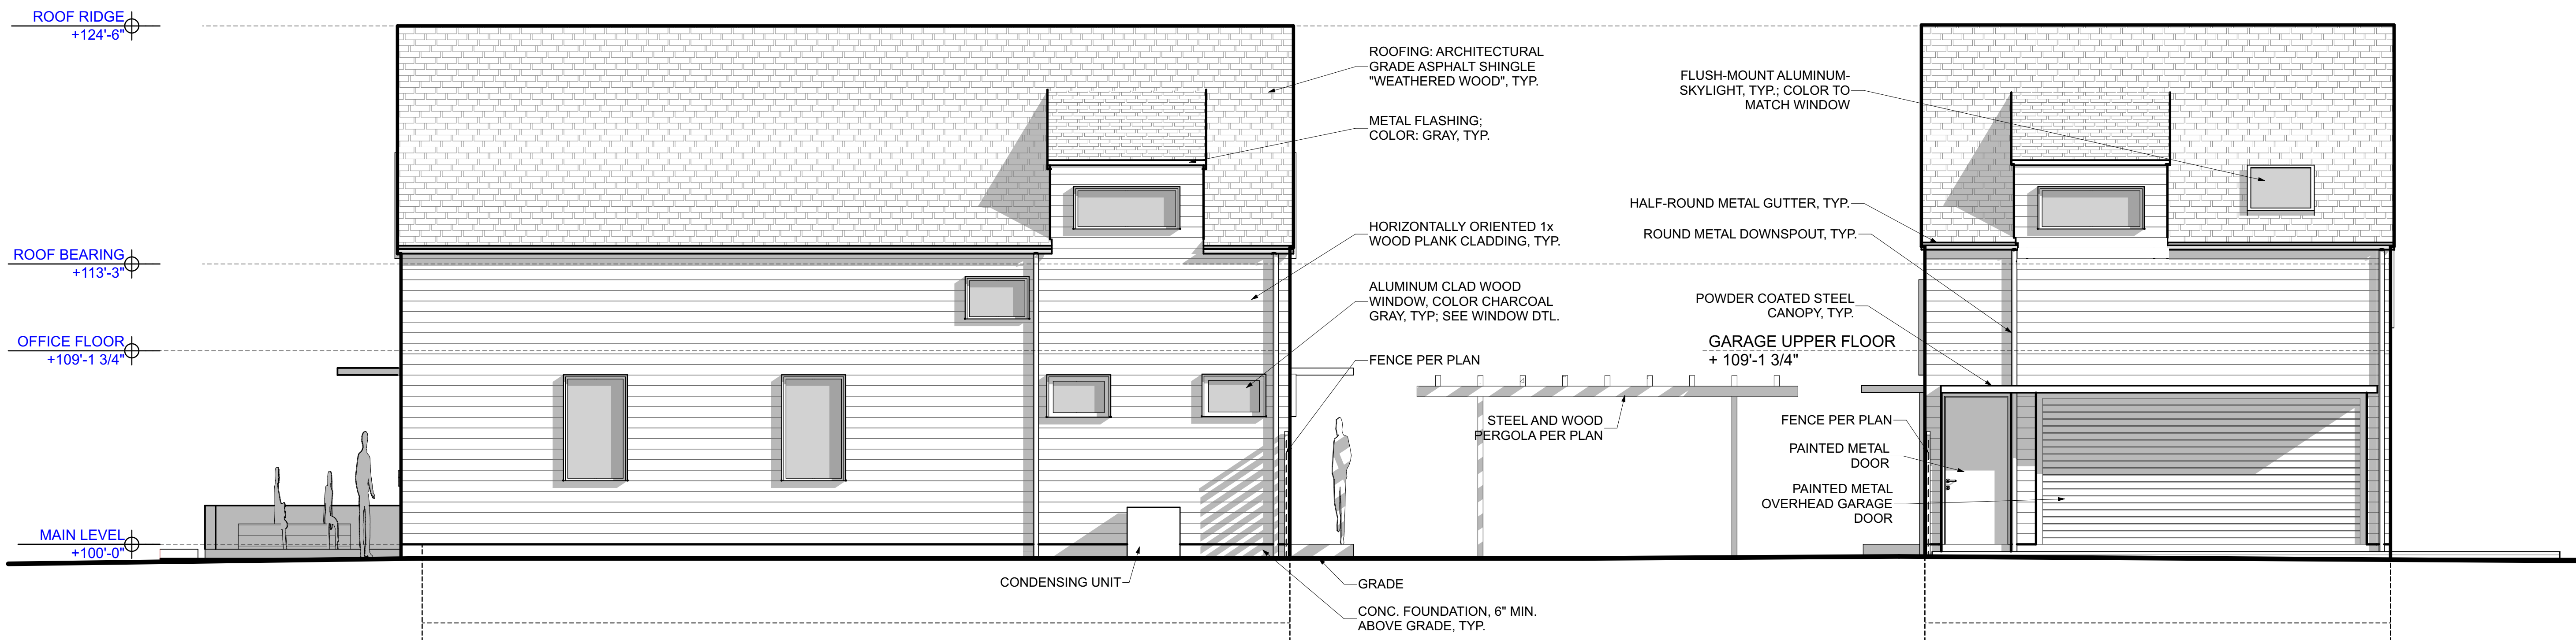 ROOF RIDGE
+124'-6"
ROOF BEARING
+113'-3"
OFFICE FLOOR
+109'-1 3/4"
MAIN LEVEL
+100'-0"
ROOFING: ARCHITECTURAL
GRADE ASPHALT SHINGLE
"WEATHERED WOOD", TYP.
METAL FLASHING;
COLOR: GRAY, TYP.
HORIZONTALLY ORIENTED 1x
WOOD PLANK CLADDING, TYP.
ALUMINUM CLAD WOOD
WINDOW, COLOR CHARCOAL
GRAY, TYP; SEE WINDOW DTL.
FENCE PER PLAN
STEEL AND WOOD
PERGOLA PER PLAN
CONDENSING UNIT
GRADE
CONC. FOUNDATION, 6" MIN.
ABOVE GRADE, TYP.
FLUSH-MOUNT ALUMINUM-
SKYLIGHT, TYP.; COLOR TO
MATCH WINDOW
HALF-ROUND METAL GUTTER, TYP.
ROUND METAL DOWNSPOUT, TYP.
POWDER COATED STEEL
CANOPY, TYP.
GARAGE UPPER FLOOR
+ 109'-1 3/4"
FENCE PER PLAN
PAINTED METAL
DOOR
PAINTED METAL
OVERHEAD GARAGE
DOOR